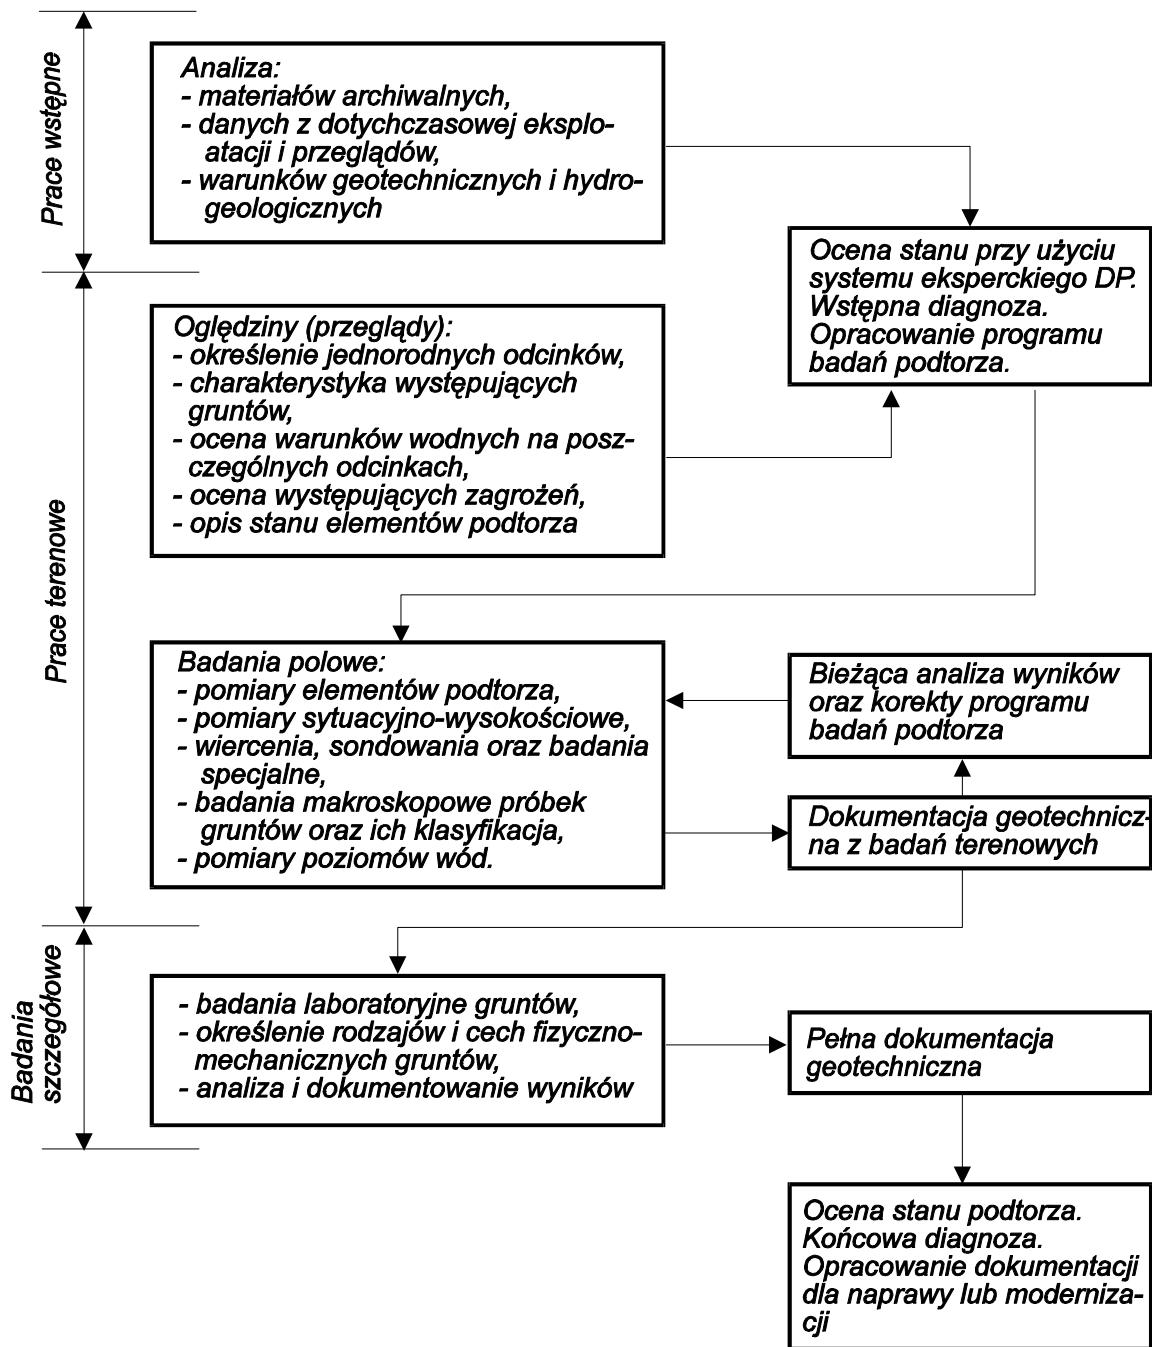 Prace wstępne
Analiza:
- materiałów archiwalnych,
- danych z dotychczasowej eksplo-
atacji i przeglądów,
- warunków geotechnicznych i hydro-
geologicznych
Ocena stanu przy użyciu
systemu eksperckiego DP.
Wstępna diagnoza.
Opracowanie programu
badań podtorza.
Prace terenowe
Oględziny (przeglądy):
- określenie jednorodnych odcinków,
- charakterystyka występujących
gruntów,
- ocena warunków wodnych na posz-
czególnych odcinkach,
- ocena występujących zagrożeń,
- opis stanu elementów podtorza
Badania polowe:
- pomiary elementów podtorza,
- pomiary sytuacyjno-wysokościowe,
- wiercenia, sondowania oraz badania
specjalne,
- badania makroskopowe próbek
gruntów oraz ich klasyfikacja,
- pomiary poziomów wód.
Bieżąca analiza wyników
oraz korekty programu
badań podtorza
Dokumentacja geotechnicz-
na z badań terenowych
Badania
szczegółowe
- badania laboratoryjne gruntów,
- określenie rodzajów i cech fizyczno-
mechanicznych gruntów,
- analiza i dokumentowanie wyników
Pełna dokumentacja
geotechniczna
Ocena stanu podtorza.
Końcowa diagnoza.
Opracowanie dokumentacji
dla naprawy lub moderniza-
cji